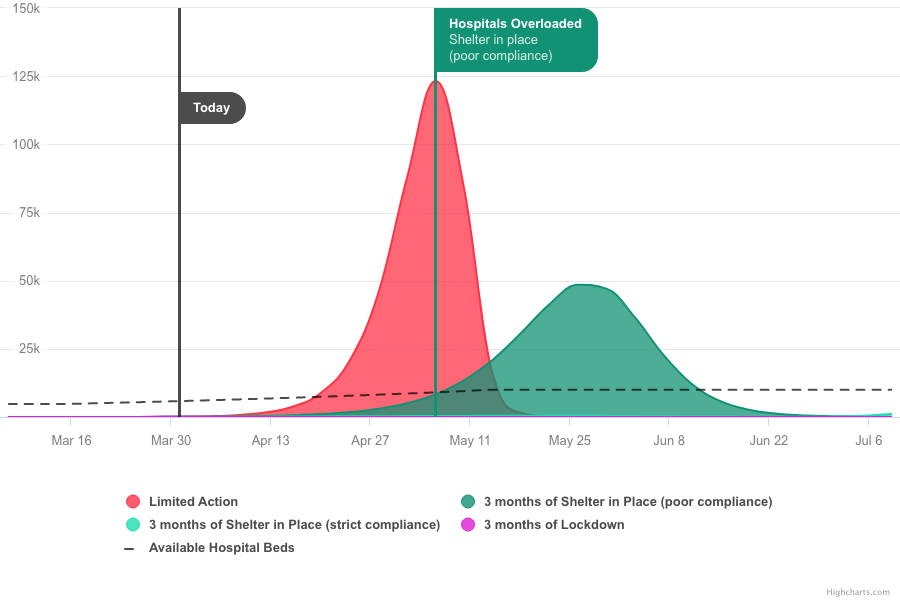 150k
Hospitals Overloaded
Shelter in place
(poor compliance)
125k
Today
100k
75k
50k
25k
Mar 16 Mar 30 Apr 13 Apr 27 May 11 May 25 Jun 8 Jun 22 Jul 6
Limited Action 3 months of Shelter in Place (poor compliance)
3 months of Shelter in Place (strict compliance) 3 months of Lockdown
Available Hospital Beds
Highcharts.com